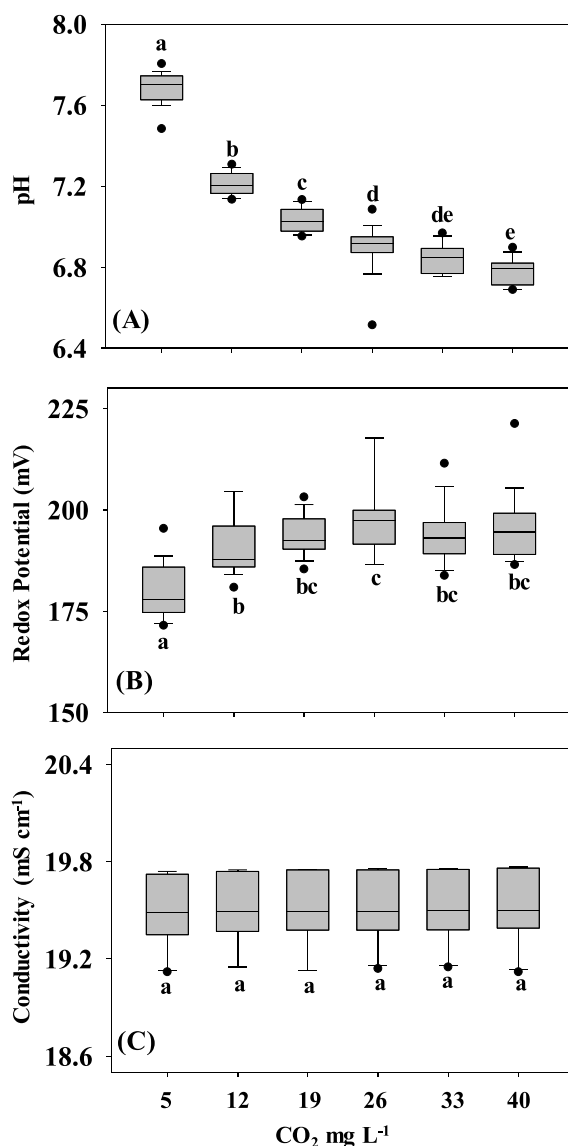 8.0
7.6
7.2
6.8
6.4
pH
a
b
c
d
de
e
(A)
225
200
175
150
Redox Potential (mV)
a
b
bc
c
bc
bc
(B)
20.4
19.8
19.2
18.6
Conductivity (mS cm⁻¹)
a
a
a
a
a
a
(C)
5 12 19 26 33 40
CO₂ mg L⁻¹